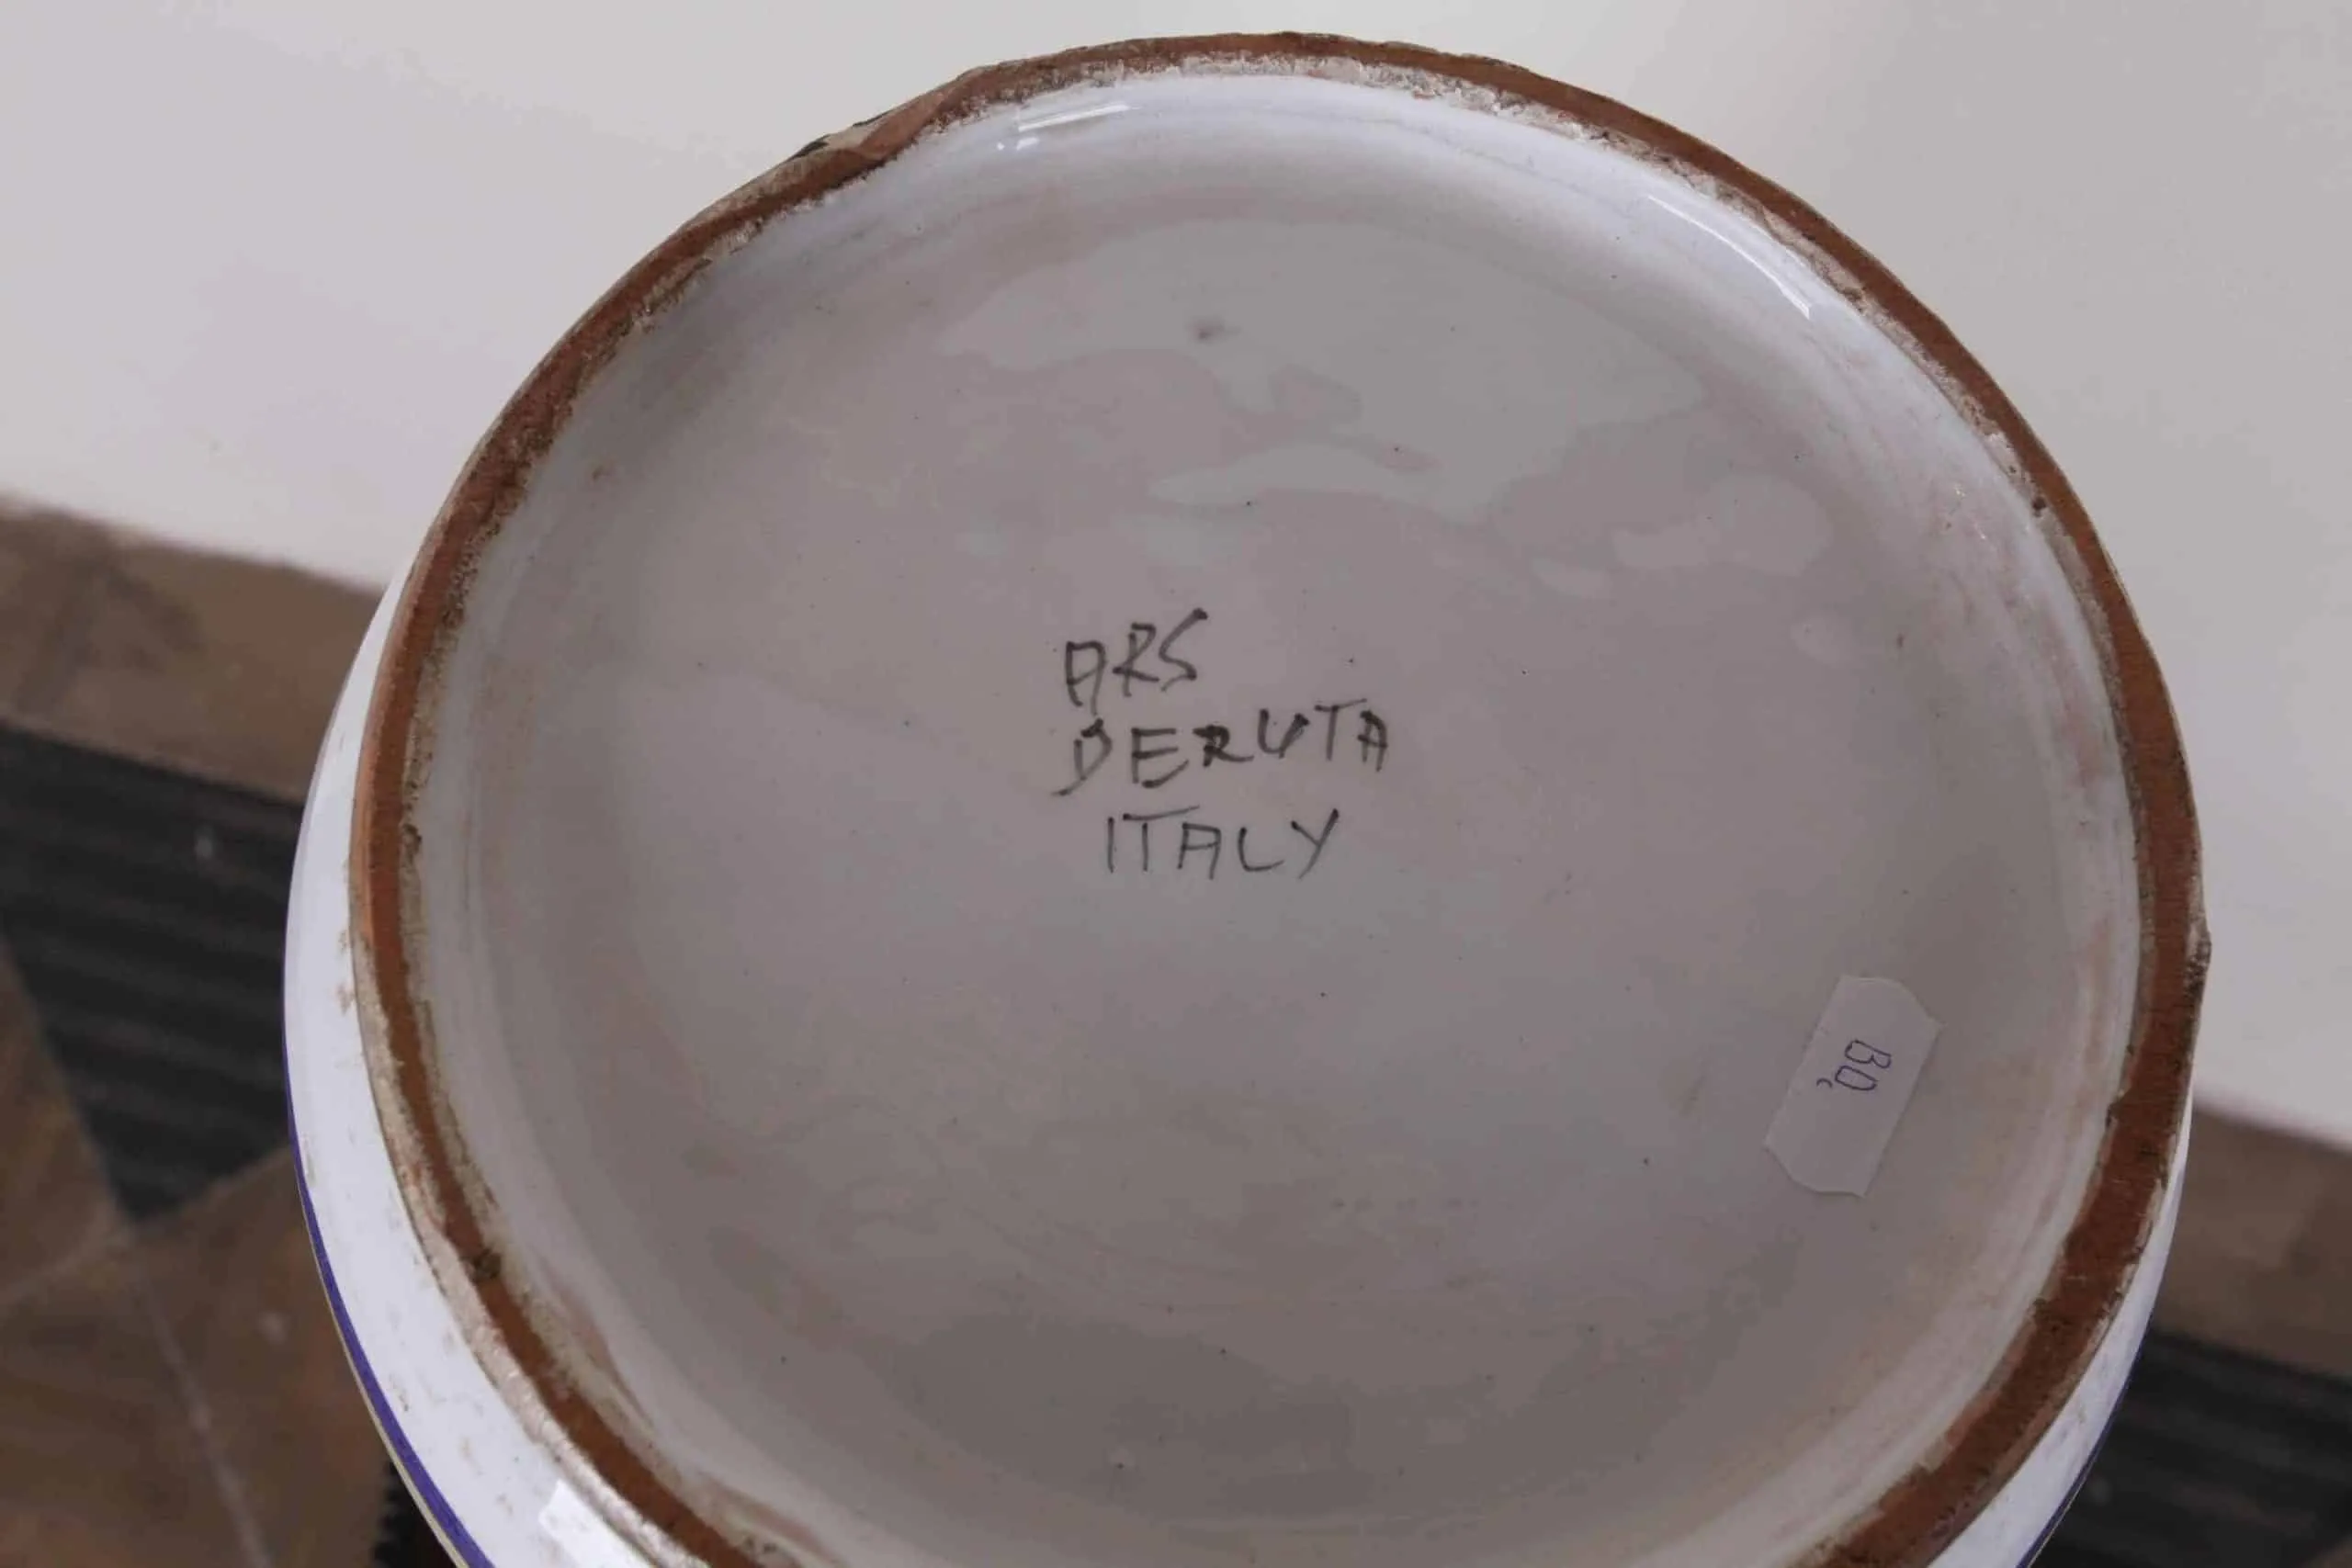 ARS
DERUTA
ITALY
80,